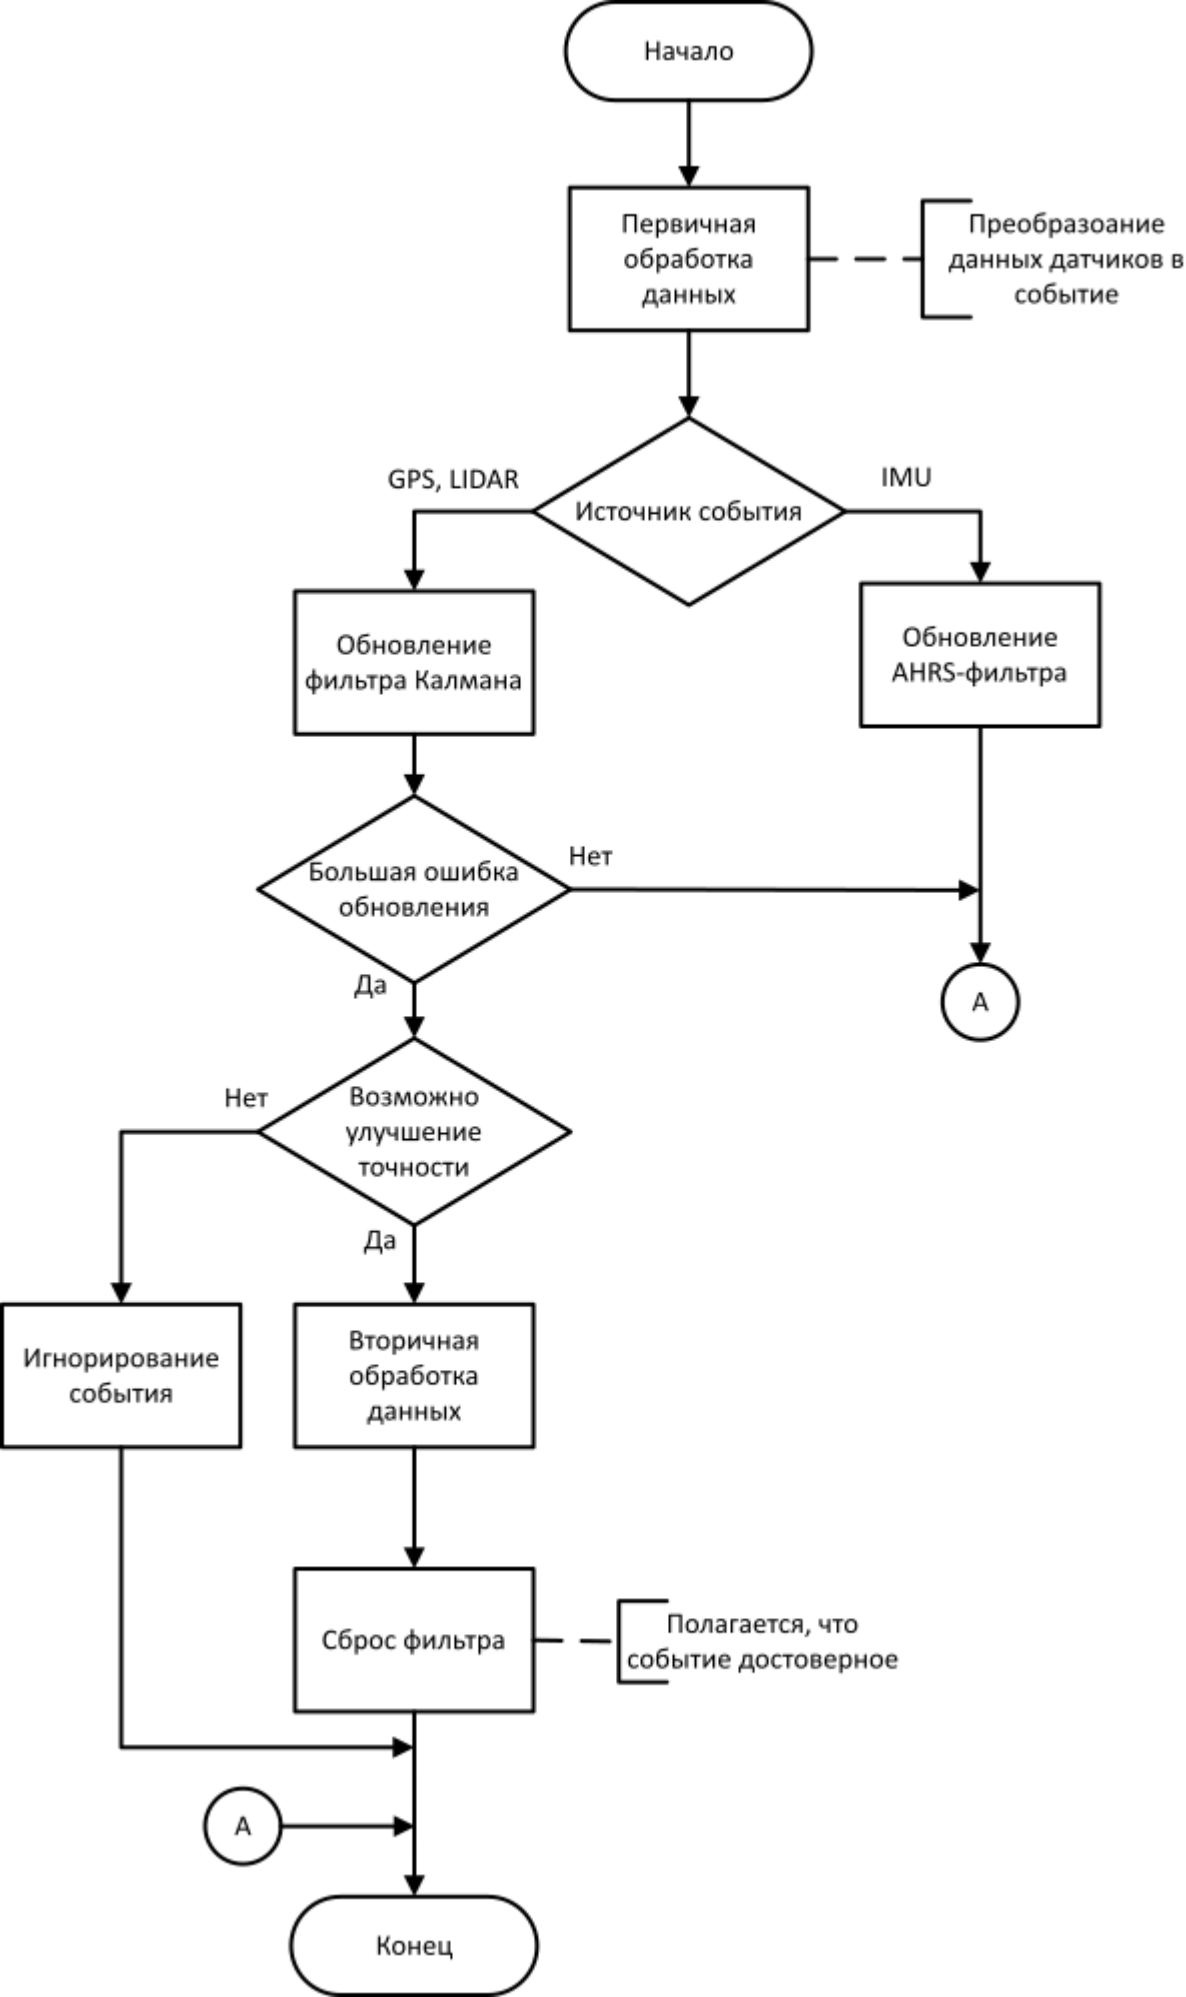 Начало
Первичная
обработка
данных
Преобразоание
данных датчиков в
событие
GPS, LIDAR
IMU
Источник события
Обновление
фильтра Калмана
Обновление
AHRS-фильтра
Большая ошибка
обновления
Нет
Да
А
Нет
Возможно
улучшение
точности
Да
Игнорирование
события
Вторичная
обработка
данных
Сброс фильтра
Полагается, что
событие достоверное
А
Конец